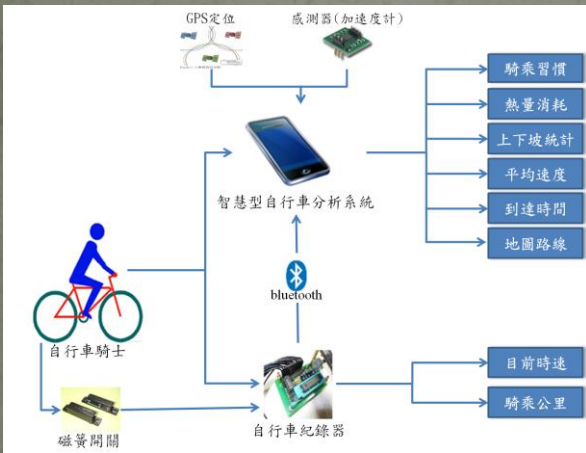 GPS定位
感測器(加速度計)
騎乘習慣
熱量消耗
上下坡統計
平均速度
到達時間
地圖路線
智慧型自行車分析系統
bluetooth
自行車騎士
目前時速
騎乘公里
自行車紀錄器
磁簧開關